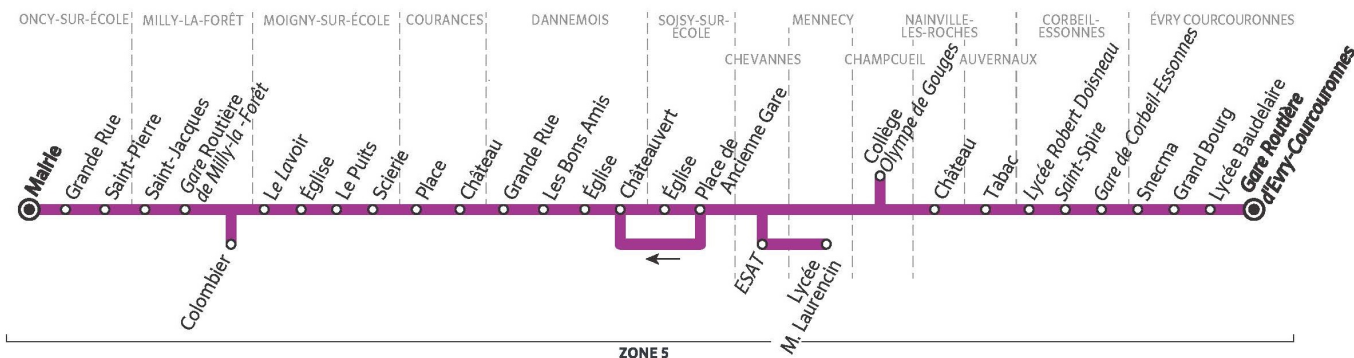 ONCY-SUR-ÉCOLE
MILLY-LA-FORÊT
MOIGNY-SUR-ÉCOLE
COURANCES
DANNEMOIS
SOISY-SUR-
ÉCOLE
CHEVANNES
MENNECY
CHAMPCUEIL
NAINVILLE-
LES-ROCHES
AUVERNAUX
CORBEIL-
ESSONNES
ÉVRY COURCOURONNES
Mairie
Grande Rue
Saint-Pierre
Saint-Jacques
Gare Routière
de Milly-la -Forêt
Colombier
Le Lavoir
Église
Le Puits
Scierie
Place
Château
Grande Rue
Les Bons Amis
Église
Châteauvert
Église
Place de
Ancienne Gare
ESAT
Lycée
M. Laurencin
Collège
Olympe de Gouges
Château
Tabac
Lycée Robert Doisneau
Saint-Spire
Gare de Corbeil-Essonnes
Snecma
Grand Bourg
Lycée Baudelaire
Gare Routière
d'Evry-Courcouronnes
ZONE 5